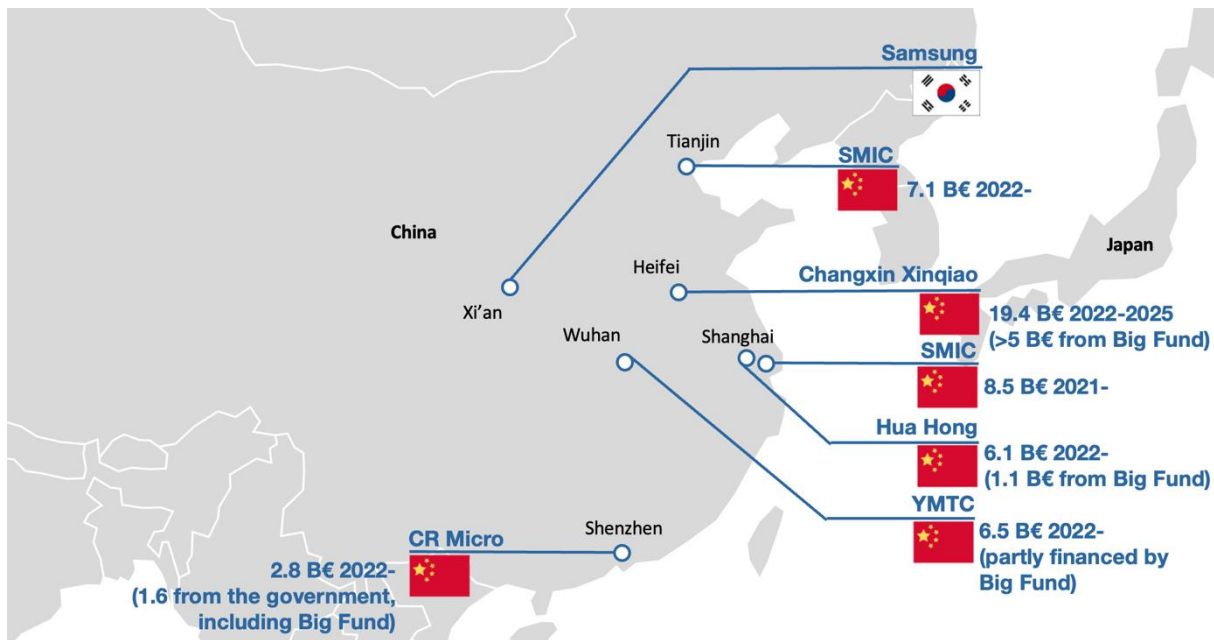 Samsung
Tianjin
SMIC
7.1 B€ 2022-
China
Japan
Heifei
Changxin Xinqiao
Xi’an
19.4 B€ 2022-2025
(>5 B€ from Big Fund)
Wuhan
Shanghai
SMIC
8.5 B€ 2021-
Hua Hong
6.1 B€ 2022-
(1.1 B€ from Big Fund)
YMTC
6.5 B€ 2022-
(partly financed by
Big Fund)
Shenzhen
CR Micro
2.8 B€ 2022-
(1.6 from the government,
including Big Fund)